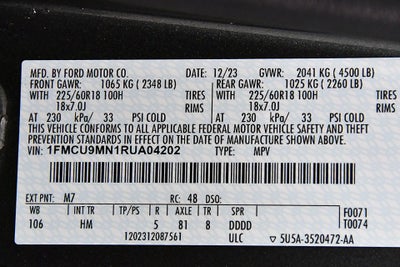 MFD. BY FORD MOTOR CO. 12/23 GVWR: 2041 KG ( 4500 LB)
FRONT GAWR: 1065 KG ( 2348 LB) REAR GAWR: 1025 KG ( 2260 LB)
WITH 225/60R18 100H TIRES WITH 225/60R18 100H TIRES
18x7.0J RIMS 18x7.0J RIMS
AT 230 kPa/ 33 PSI COLD AT 230 kPa/ 33 PSI COLD
THIS VEHICLE CONFORMS TO ALL APPLICABLE FEDERAL MOTOR VEHICLE SAFETY AND THEFT PREVENTION
STANDARDS IN EFFECT ON THE DATE OF MANUFACTURE SHOWN ABOVE.
VIN: 1FMCU9MN1RUA04202 TYPE: MPV
EXT PNT: M7 RC: 48 DSO:
WB INT TR TP/PS R AXLE TR SPR F0071
106 HM 5 81 8 DDDD T0074
1202312087561 ULC 5U5A-3520472-AA